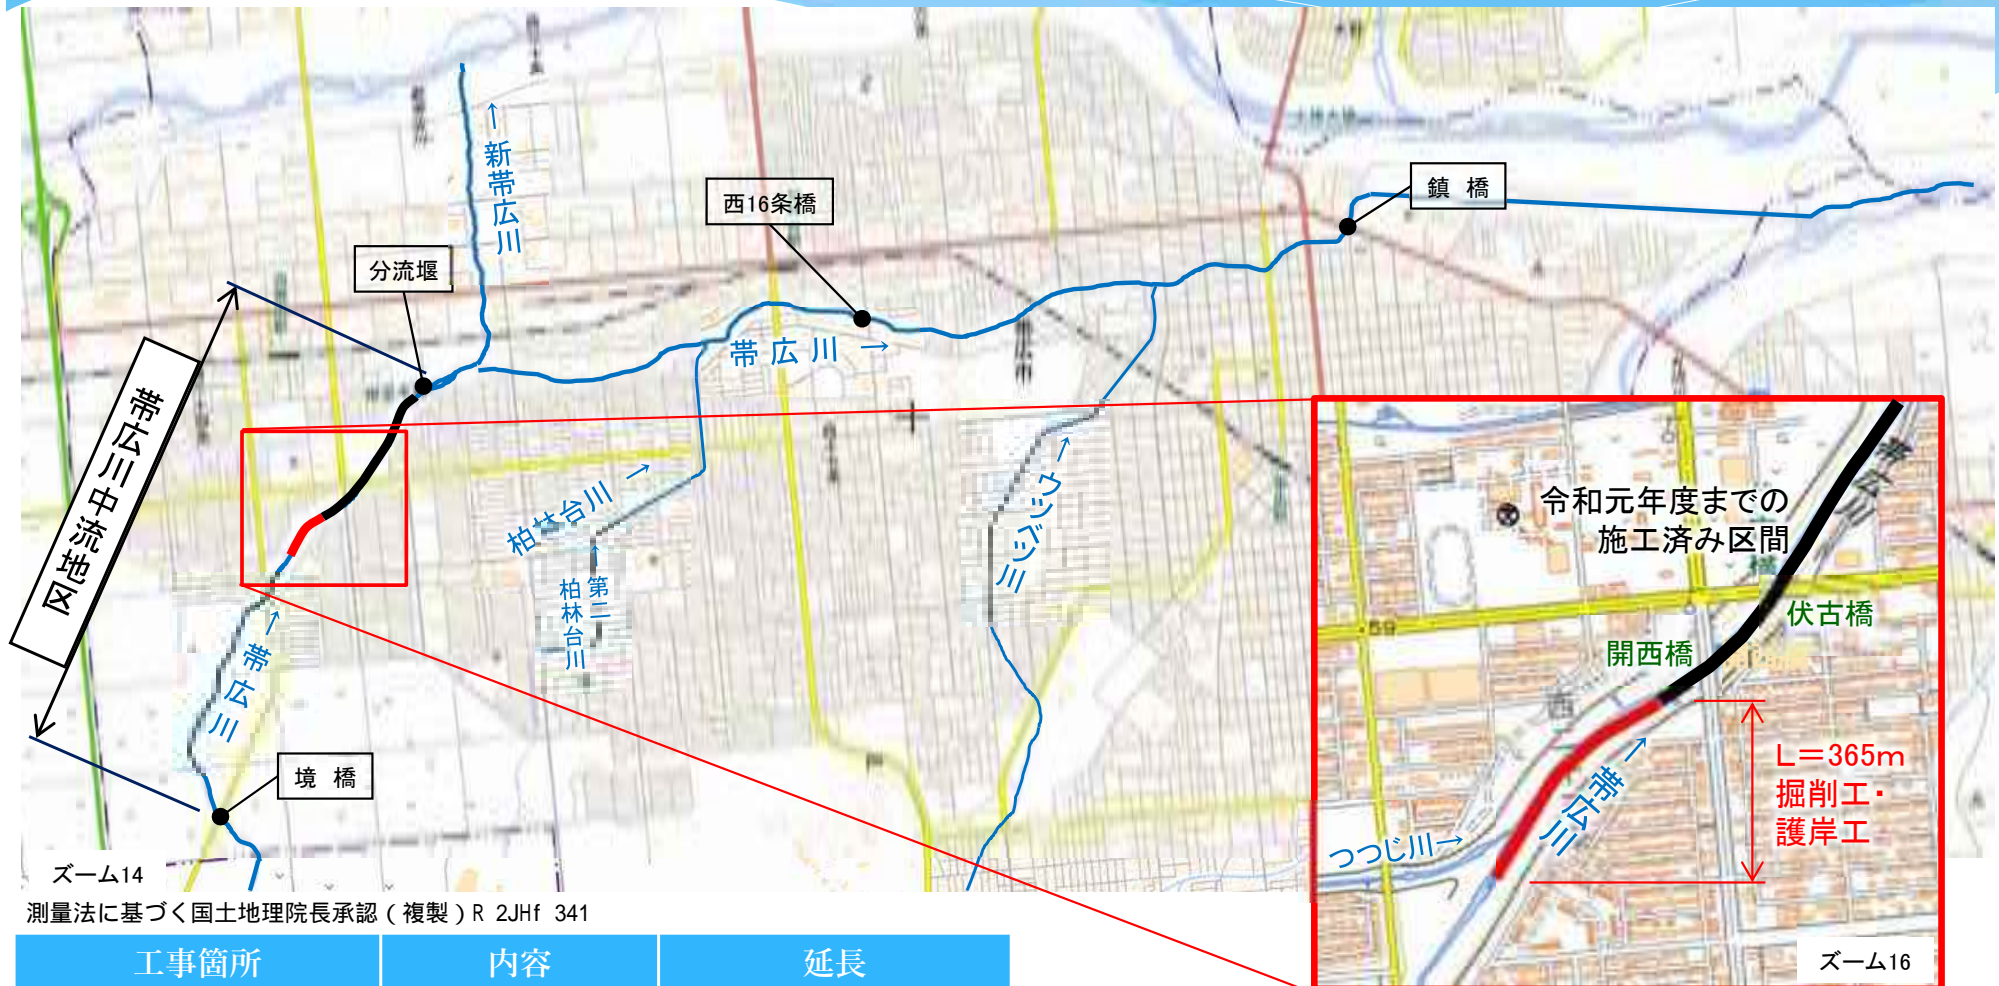 新帯広川
←
西16条橋
鎮 橋
分流堰
帯広川→
帯広川中流地区
柏林台川→
第二
柏林台川
←
ウツベツ川
→
帯広川
→
境 橋
ズーム14
測量法に基づく国土地理院長承認（複製）R 2JHf 341
工事箇所 内容 延長
令和元年度までの
施工済み区間
伏古橋
開西橋
59
L=365m
掘削工・
護岸工
帯広川
→
つつじ川→
ズーム16